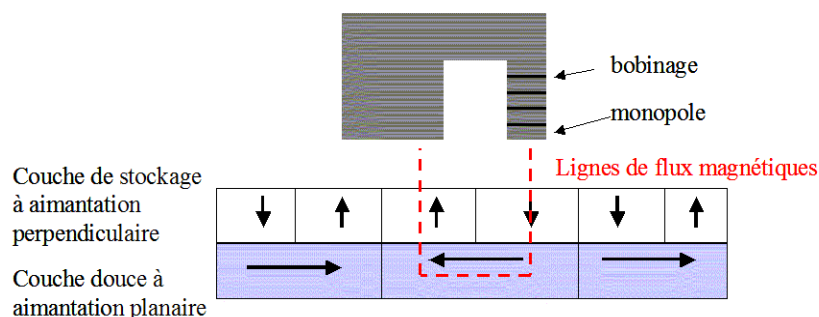 bobinage
monopole
Lignes de flux magnétiques
Couche de stockage
à aimantation
perpendiculaire
Couche douce à
aimantation planaire